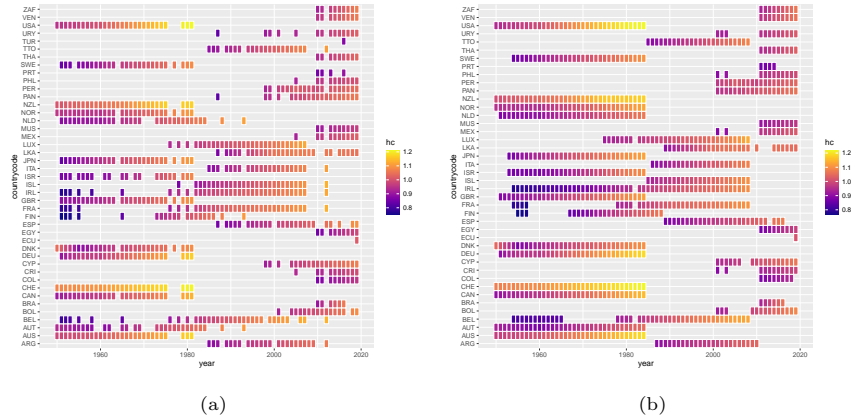 ZAF
VEN
USA
URY
TUR
TTO
THA
SWE
PRT
PHL
PER
PAN
NZL
NOR
NLD
MUS
MEX
LUX
LKA
JPN
ITA
ISR
ISL
IRL
GBR
FRA
FIN
ESP
EGY
ECU
DNK
DEU
CYP
CRI
COL
CHE
CAN
BRA
BOL
BEL
AUT
AUS
ARG
countrycode
1960
1980
2000
2020
year
hc
1.2
1.0
0.8
(a)
ZAF
VEN
USA
URY
TTO
THA
SWE
PRT
PHL
PER
PAN
NZL
NOR
NLD
MUS
MEX
LUX
LKA
JPN
ITA
ISR
ISL
IRL
GBR
FRA
FIN
ESP
EGY
ECU
DNK
DEU
CYP
CRI
COL
CHE
CAN
BRA
BOL
BEL
AUT
AUS
ARG
countrycode
1960
1980
2000
2020
year
hc
1.2
1.1
1.0
0.9
0.8
(b)